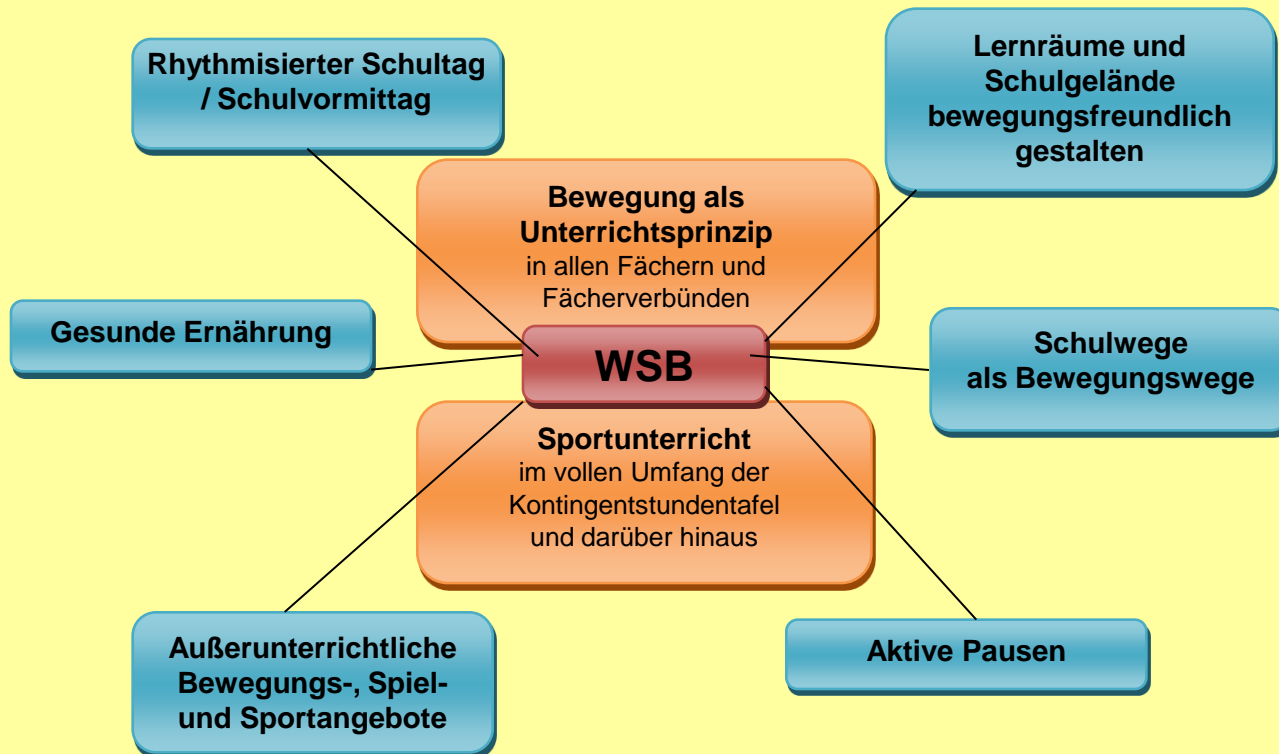 Rhythmisierter Schultag
/ Schulvormittag
Lernräume und
Schulgelände
bewegungsfreundlich
gestalten
Bewegung als
Unterrichtsprinzip
in allen Fächern und
Fächerverbünden
Gesunde Ernährung
WSB
Schulwege
als Bewegungswege
Sportunterricht
im vollen Umfang der
Kontingentstundentafel
und darüber hinaus
Außerunterrichtliche
Bewegungs-, Spiel-
und Sportangebote
Aktive Pausen